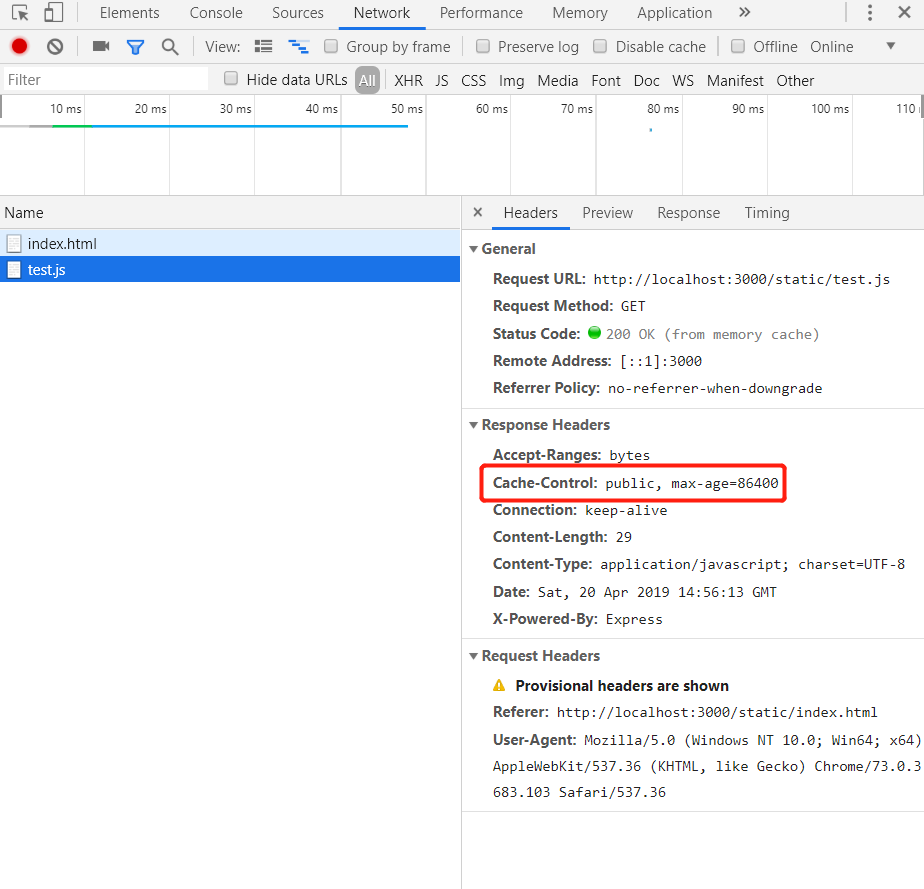 Elements Console Sources Network Performance Memory Application »
View: Group by frame Preserve log Disable cache Offline Online
Filter Hide data URLs All XHR JS CSS Img Media Font Doc WS Manifest Other
10 ms 20 ms 30 ms 40 ms 50 ms 60 ms 70 ms 80 ms 90 ms 100 ms 110
Name
index.html
test.js
× Headers Preview Response Timing
General
Request URL: http://localhost:3000/static/test.js
Request Method: GET
Status Code: 200 OK (from memory cache)
Remote Address: [::1]:3000
Referrer Policy: no-referrer-when-downgrade
Response Headers
Accept-Ranges: bytes
Cache-Control: public, max-age=86400
Connection: keep-alive
Content-Length: 29
Content-Type: application/javascript; charset=UTF-8
Date: Sat, 20 Apr 2019 14:56:13 GMT
X-Powered-By: Express
Request Headers
Provisional headers are shown
Referer: http://localhost:3000/static/index.html
User-Agent: Mozilla/5.0 (Windows NT 10.0; Win64; x64)
AppleWebKit/537.36 (KHTML, like Gecko) Chrome/73.0.3
683.103 Safari/537.36